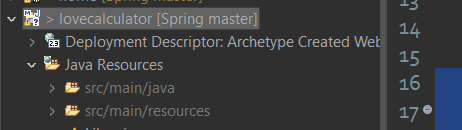 > lovecalculator [Spring master]
Deployment Descriptor: Archetype Created Web
Java Resources
src/main/java
src/main/resources
13
14
15
16
17